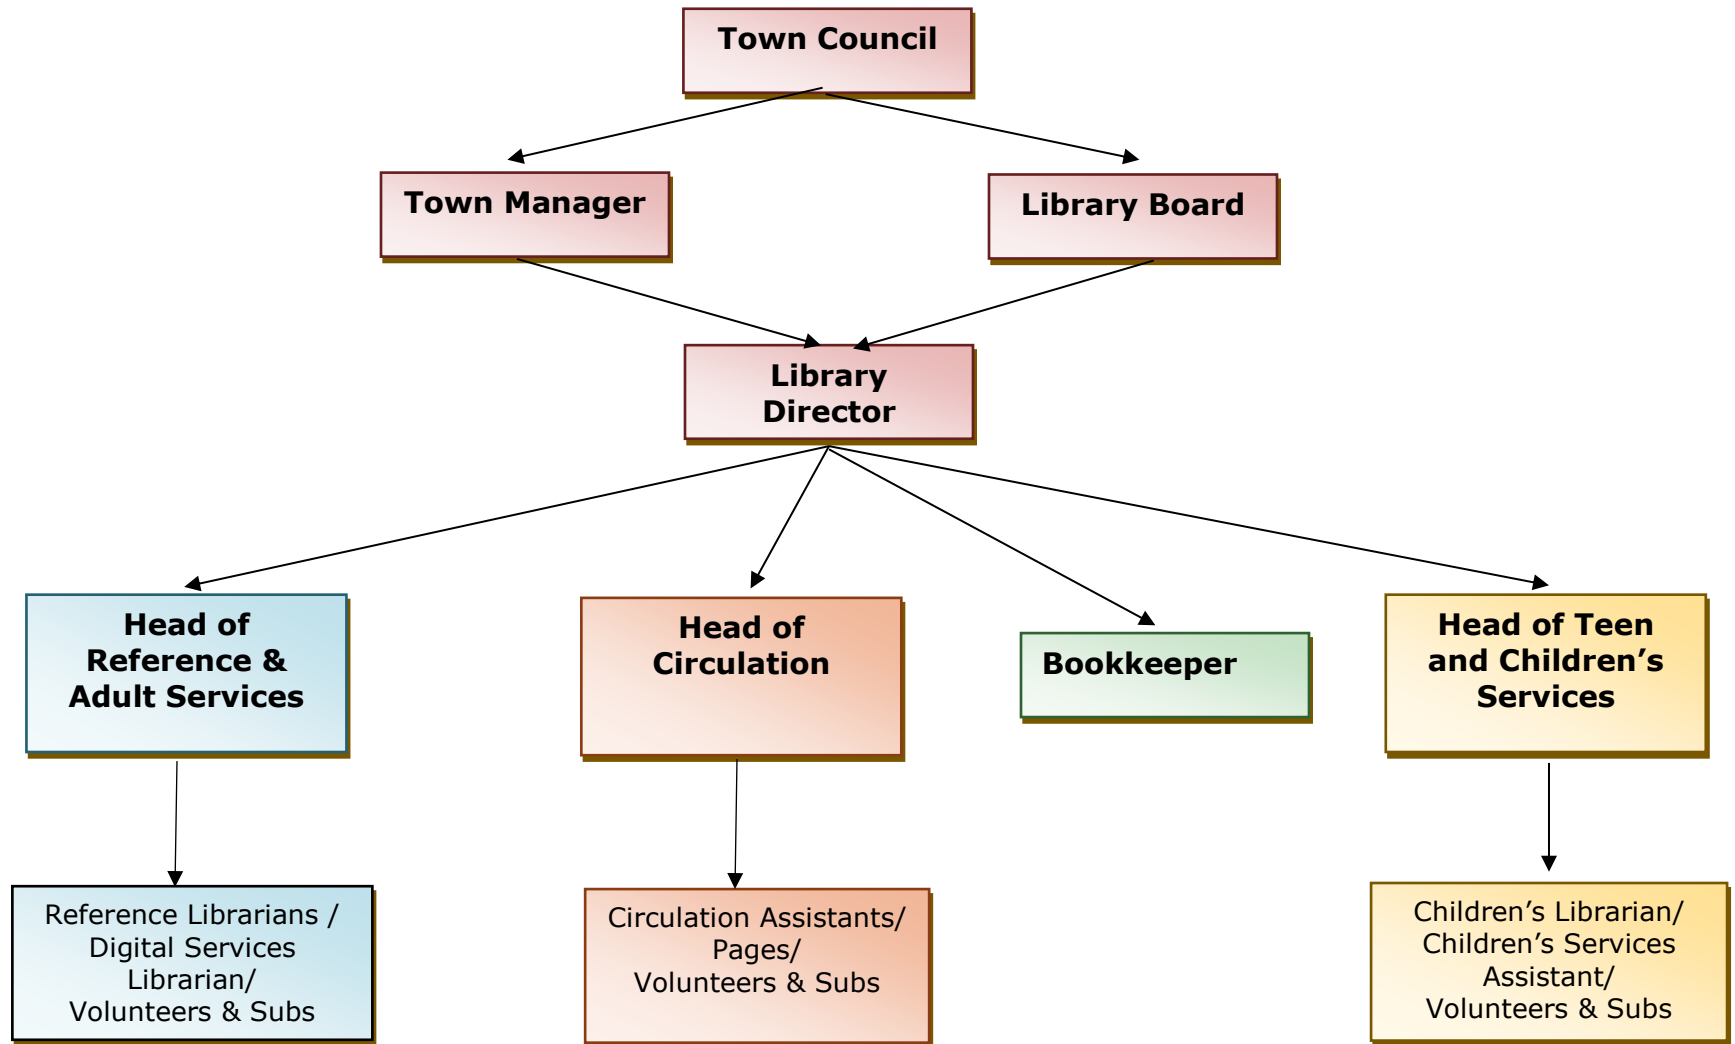 Town Council
Town Manager
Library Board
Library
Director
Head of
Reference &
Adult Services
Head of
Circulation
Bookkeeper
Head of Teen
and Children’s
Services
Reference Librarians /
Digital Services
Librarian/
Volunteers & Subs
Circulation Assistants/
Pages/
Volunteers & Subs
Children’s Librarian/
Children’s Services
Assistant/
Volunteers & Subs